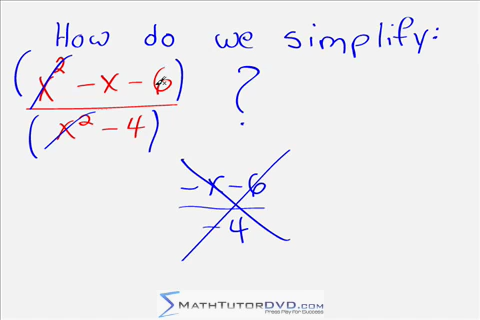 How do we simplify:
(x² - x - 6) ?
(x² - 4)
-x - 6
-4
MATHTUTORDVD.COM
PRESS PLAY FOR SUCCESS